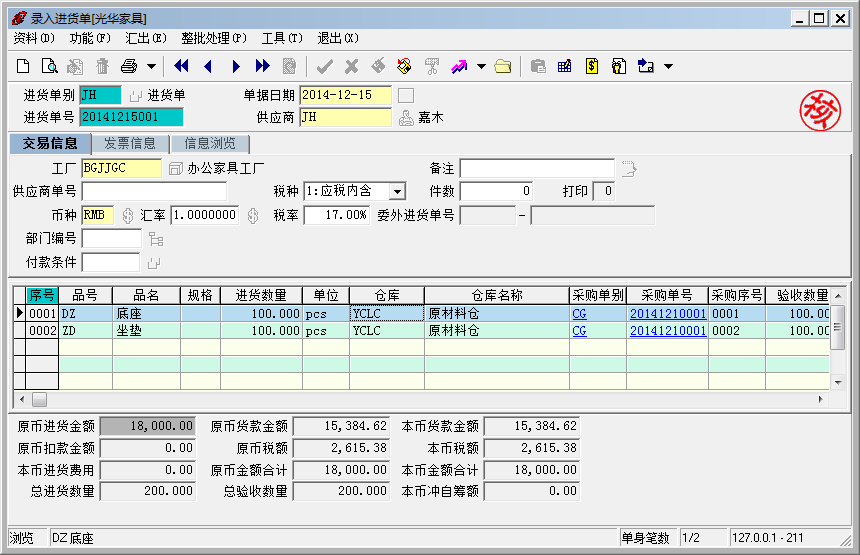 录入进货单[光华家具]
资料(D) 功能(F) 汇出(E) 整批处理(P) 工具(T) 退出(X)
进货单别 JH 进货单 单据日期 2014-12-15
进货单号 20141215001 供应商 JH 嘉木
核
交易信息 发票信息 信息浏览
工厂 BGJJGC 办公家具工厂 备注
供应商单号 税种 1:应税内含 件数 0 打印 0
币种 RMB 汇率 1.0000000 税率 17.00% 委外进货单号 -
部门编号
付款条件
序号 品号 品名 规格 进货数量 单位 仓库 仓库名称 采购单别 采购单号 采购序号 验收数量
0001 DZ 底座 100.000 pcs YCLC 原材料仓 CG 20141210001 0001 100.00
0002 ZD 坐垫 100.000 pcs YCLC 原材料仓 CG 20141210001 0002 100.00
原币进货金额 18,000.00 原币货款金额 15,384.62 本币货款金额 15,384.62
原币扣款金额 0.00 原币税额 2,615.38 本币税额 2,615.38
本币进货费用 0.00 原币金额合计 18,000.00 本币金额合计 18,000.00
总进货数量 200.000 总验收数量 200.000 本币冲自筹额 0.00
浏览 DZ 底座 单身笔数 1/2 127.0.0.1 - 211